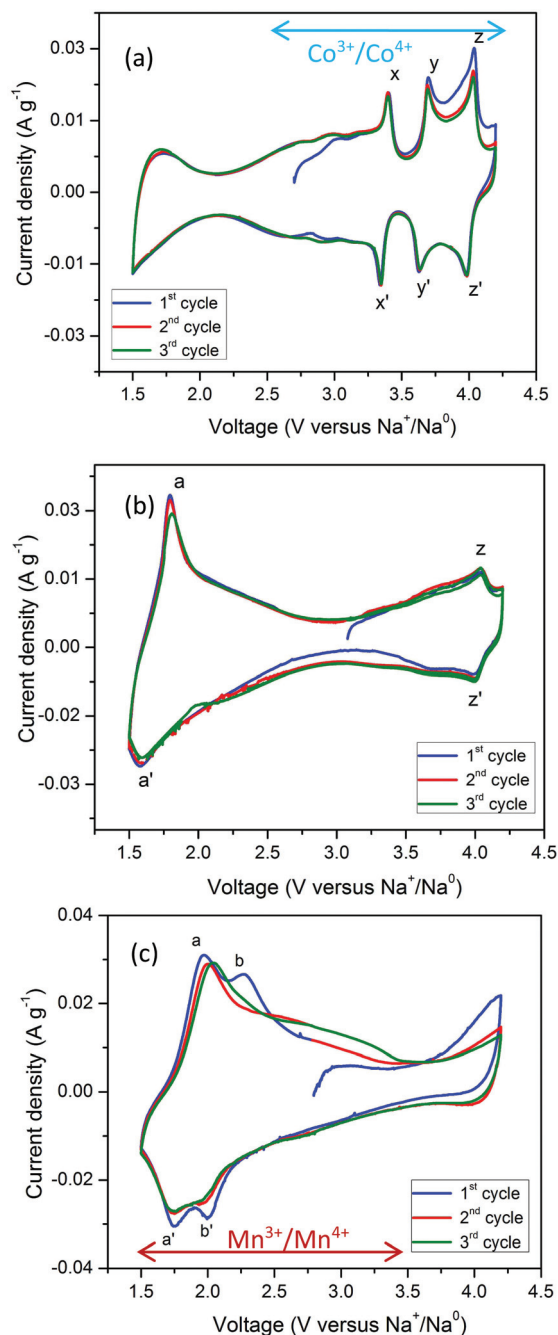 Co³⁺/Co⁴⁺
(a)
x y z
x' y' z'
0.03
0.01
0.00
-0.01
-0.03
Current density (A g⁻¹)
1ˢᵗ cycle
2ⁿᵈ cycle
3ʳᵈ cycle
1.5 2.0 2.5 3.0 3.5 4.0 4.5
Voltage (V versus Na⁺/Na⁰)
(b)
a z
a' z'
0.03
0.01
0.00
-0.02
-0.03
Current density (A g⁻¹)
1ˢᵗ cycle
2ⁿᵈ cycle
3ʳᵈ cycle
1.5 2.0 2.5 3.0 3.5 4.0 4.5
Voltage (V versus Na⁺/Na⁰)
(c)
a b
a' b'
0.04
0.02
0.00
-0.02
-0.04
Current density (A g⁻¹)
1ˢᵗ cycle
2ⁿᵈ cycle
3ʳᵈ cycle
Mn³⁺/Mn⁴⁺
1.5 2.0 2.5 3.0 3.5 4.0 4.5
Voltage (V versus Na⁺/Na⁰)